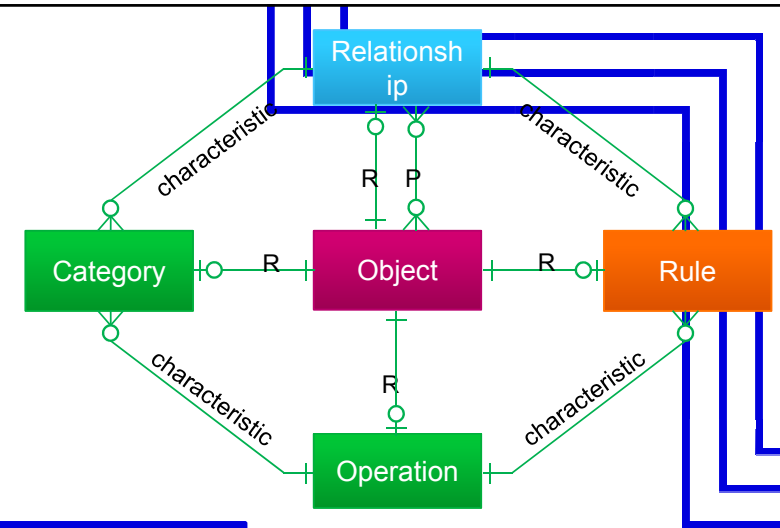 Relationsh
ip
characteristic
characteristic
R
P
Category
R
Object
R
Rule
characteristic
R
characteristic
Operation